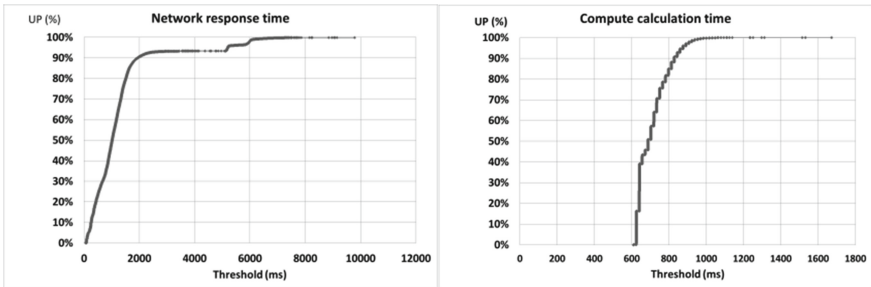 Network response time
UP (%)
100%
90%
80%
70%
60%
50%
40%
30%
20%
10%
0%
0 2000 4000 6000 8000 10000 12000
Threshold (ms)
Compute calculation time
UP (%)
100%
90%
80%
70%
60%
50%
40%
30%
20%
10%
0%
0 200 400 600 800 1000 1200 1400 1600 1800
Threshold (ms)